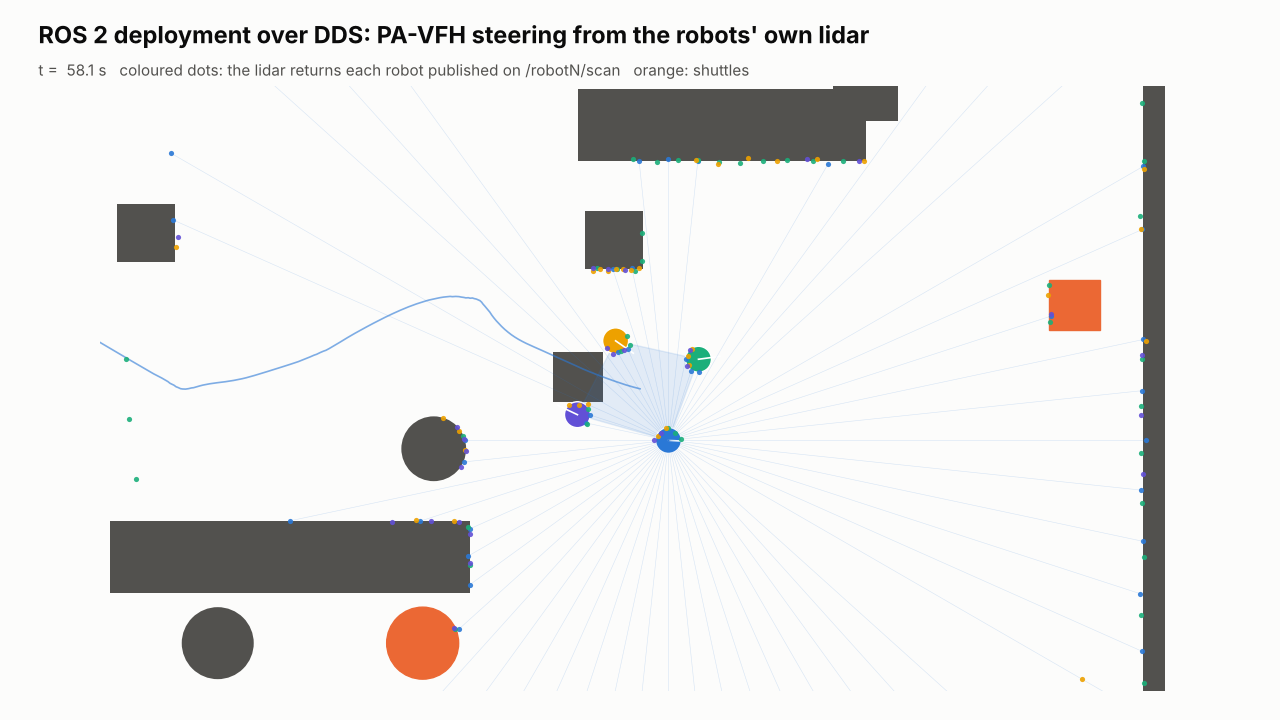 ROS 2 deployment over DDS: PA-VFH steering from the robots' own lidar
t =  58.1 s   coloured dots: the lidar returns each robot published on /robotN/scan   orange: shuttles